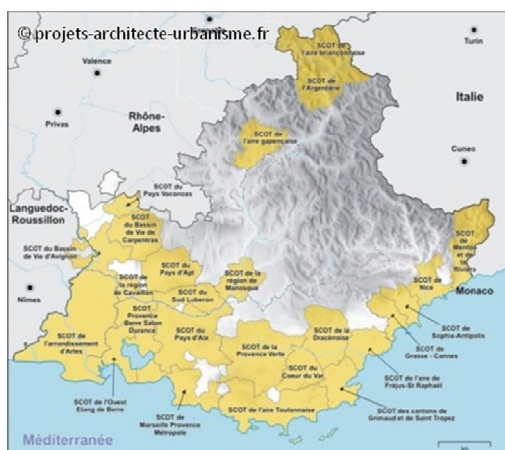 © projets-architecte-urbanisme.fr
Turin
Valence
SCOT de
l'aire briançonnaise
SCOT de
l'Argentière
Italie
Privas
Rhône-
Alpes
SCOT de
l'aire gapençaise
Cuneo
SCOT du
Pays Voconces
Languedoc-
Roussillon
SCOT
du Bassin
de Vie de
Carpentras
SCOT du Bassin
de Vie d'Avignon
SCOT
de Menton
et de
la
Riviera
SCOT du
Pays d'Apt
SCOT de la
région de
Manosque
SCOT de
la région
de Cavaillon
SCOT du
Sud Luberon
SCOT
de Nice
Monaco
Nîmes
SCOT
Provence
Berre Salon
Durance
SCOT de
l'arrondissement
d'Arles
SCOT du
Pays d'Aix
SCOT de
la Provence Verte
SCOT de la
Dracénoise
SCOT de
Sophia-Antipolis
SCOT de
Grasse - Cannes
SCOT du
Coeur du Var
SCOT de l'aire de
Fréjus-St Raphaël
SCOT de l'Ouest
Etang de Berre
SCOT de
Marseille Provence
Métropole
SCOT de l'aire Toulonnaise
SCOT des cantons de
Grimaud et de Saint Tropez
Méditerranée